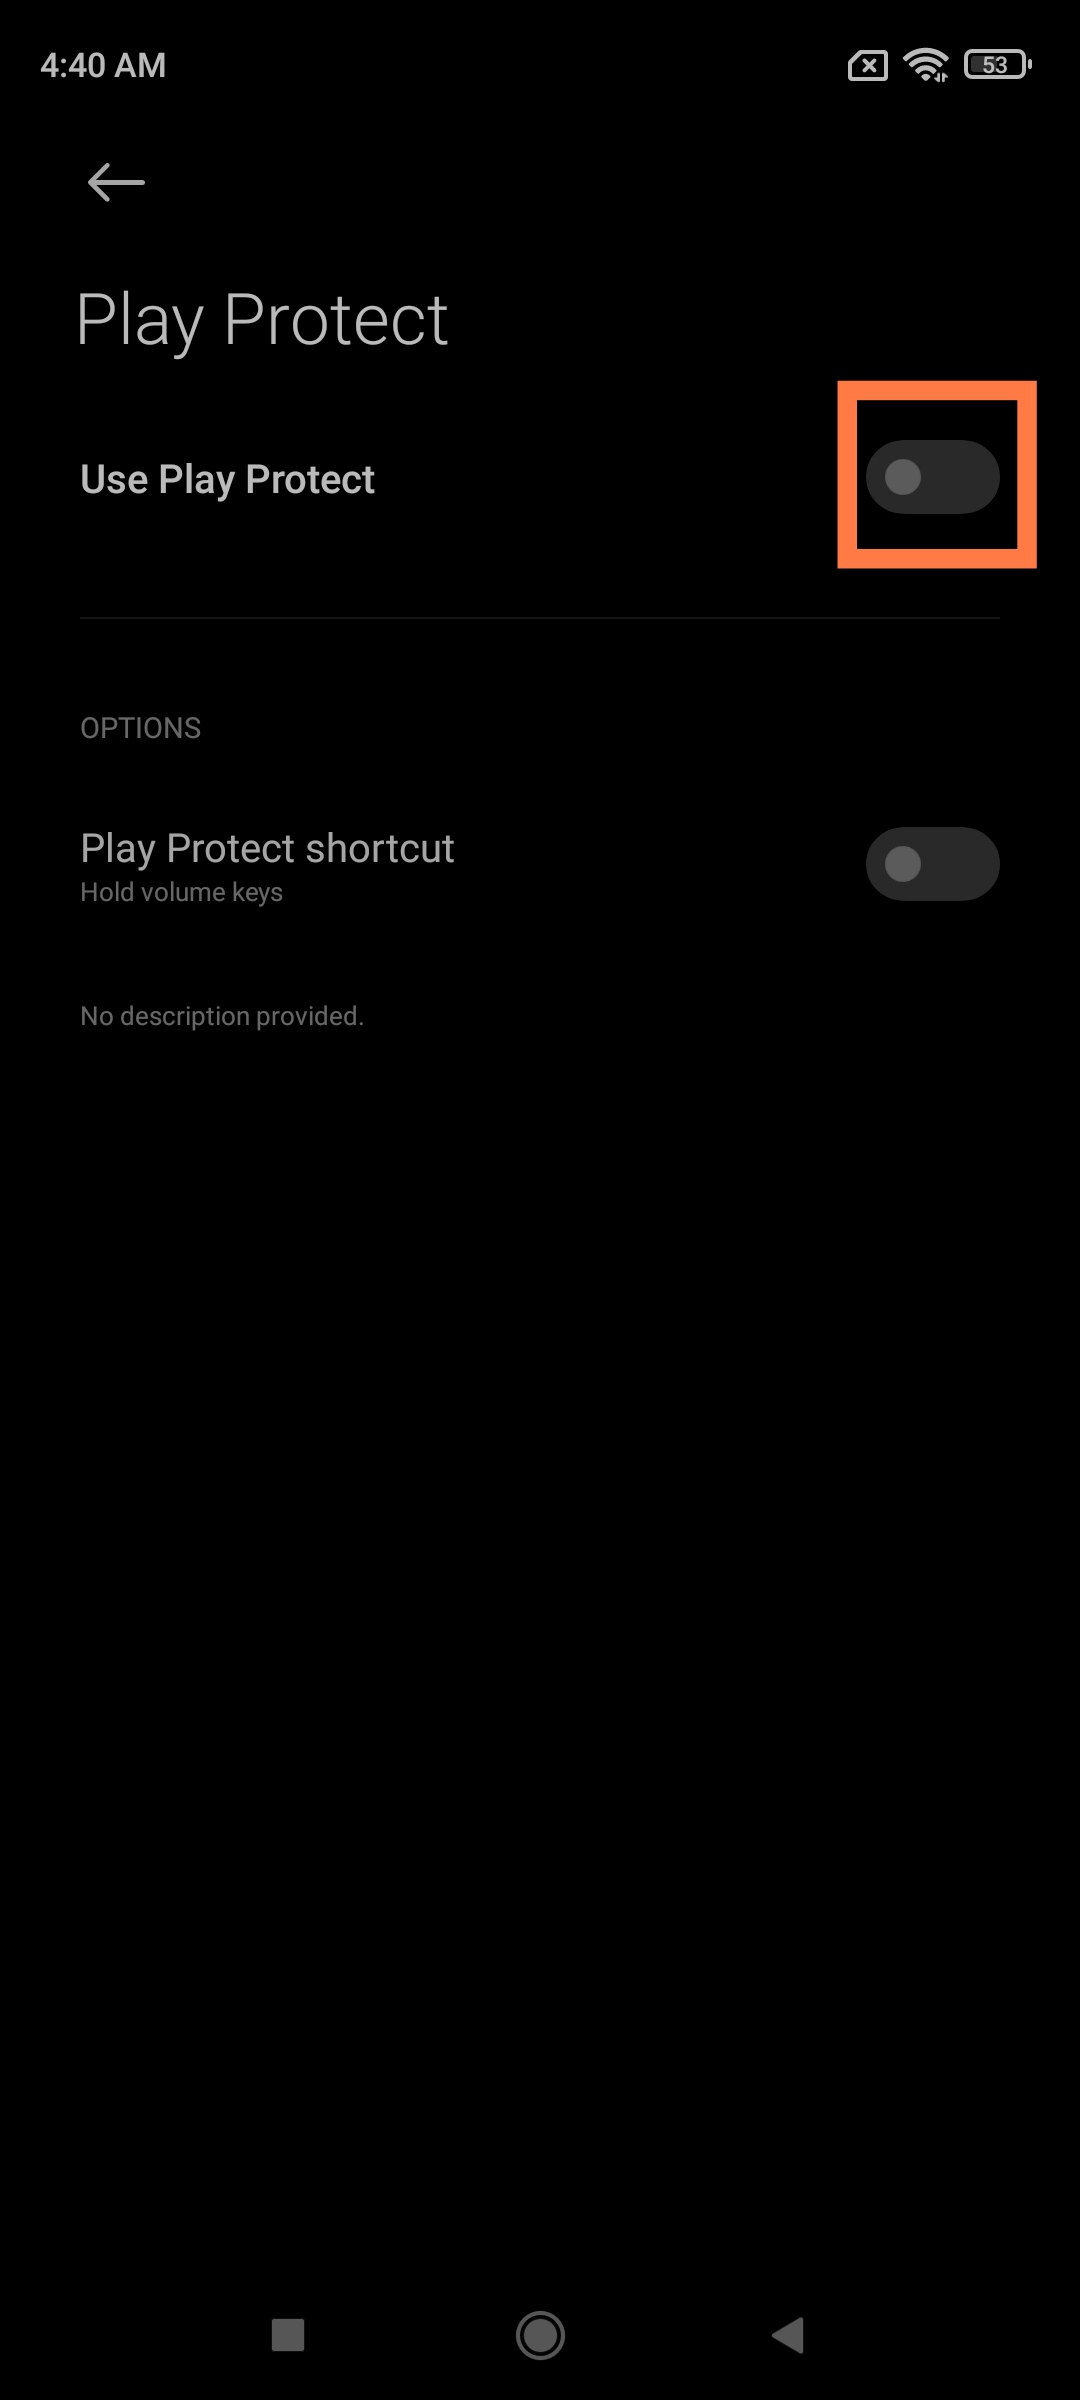 4:40 AM
53
Play Protect
Use Play Protect
OPTIONS
Play Protect shortcut
Hold volume keys
No description provided.